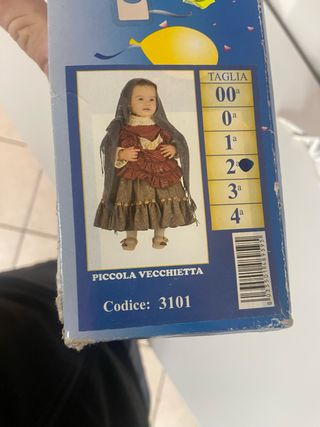 TAGLIA
00ª
0ª
1ª
2ª
3ª
4ª
PICCOLA VECCHIETTA
Codice: 3101